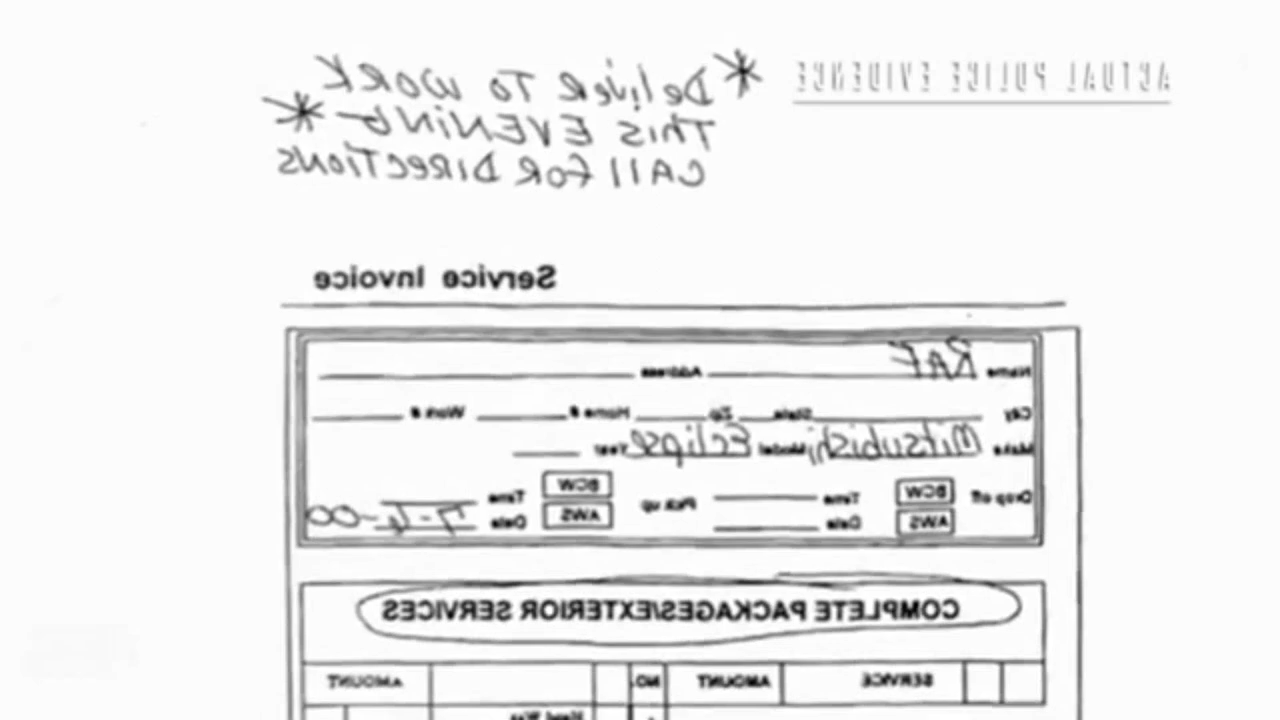 ACTUAL POLICE EVIDENCE
* Deliver To work
This EVENING *
CAll for DIRECTIONS
Service Invoice
Name RAF Address
City State Zip Home # Work #
Make Mitsubishi Model Eclipse Year
Drop off BCW Time Pick up BCW Time
AWS Date AWS Date 7-4-00
COMPLETE PACKAGES/EXTERIOR SERVICES
SERVICE AMOUNT NO. AMOUNT
Hand Wax